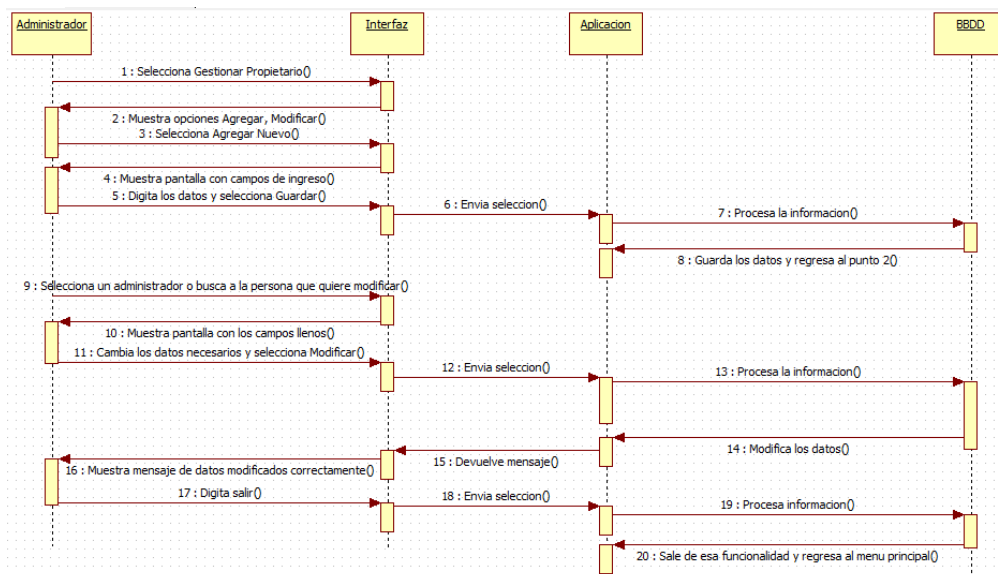 Administrador
Interfaz
Aplicacion
BBDD
1 : Selecciona Gestionar Propietario()
2 : Muestra opciones Agregar, Modificar()
3 : Selecciona Agregar Nuevo()
4 : Muestra pantalla con campos de ingreso()
5 : Digita los datos y selecciona Guardar()
6 : Envia seleccion()
7 : Procesa la informacion()
8 : Guarda los datos y regresa al punto 2()
9 : Selecciona un administrador o busca a la persona que quiere modificar()
10 : Muestra pantalla con los campos llenos()
11 : Cambia los datos necesarios y selecciona Modificar()
12 : Envia seleccion()
13 : Procesa la informacion()
14 : Modifica los datos()
15 : Devuelve mensaje()
16 : Muestra mensaje de datos modificados correctamente()
17 : Digita salir()
18 : Envia seleccion()
19 : Procesa informacion()
20 : Sale de esa funcionalidad y regresa al menu principal()